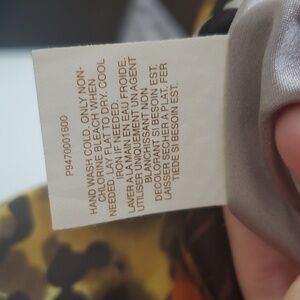 P9470001600
HAND WASH COLD, ONLY NON-
CHLORINE BLEACH WHEN
NEEDED. LAY FLAT TO DRY. COOL
IRON IF NEEDED.
LAVER A LA MAIN EN EAU FROIDE.
UTILISER UNIQUEMENT UN AGENT
BLANCHISSANT NON
DECOLORANT SI BESOIN EST.
LAISSER SECHER A PLAT. FER
TIEDE SI BESOIN EST